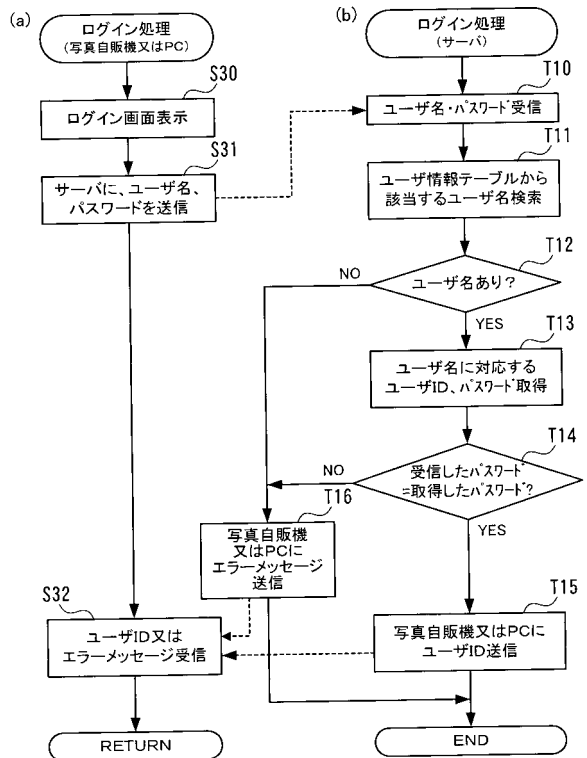 (a)
ログイン処理
(写真自販機又はPC)
S30
ログイン画面表示
S31
サーバに、ユーザ名、
パスワードを送信
S32
ユーザID又は
エラーメッセージ受信
RETURN
(b)
ログイン処理
(サーバ)
T10
ユーザ名・パスワード受信
T11
ユーザ情報テーブルから
該当するユーザ名検索
T12
ユーザ名あり?
NO
YES
T13
ユーザ名に対応する
ユーザID、パスワード取得
T14
受信したパスワード
=取得したパスワード?
NO
YES
T16
写真自販機
又はPCに
エラーメッセージ
送信
T15
写真自販機又はPCに
ユーザID送信
END